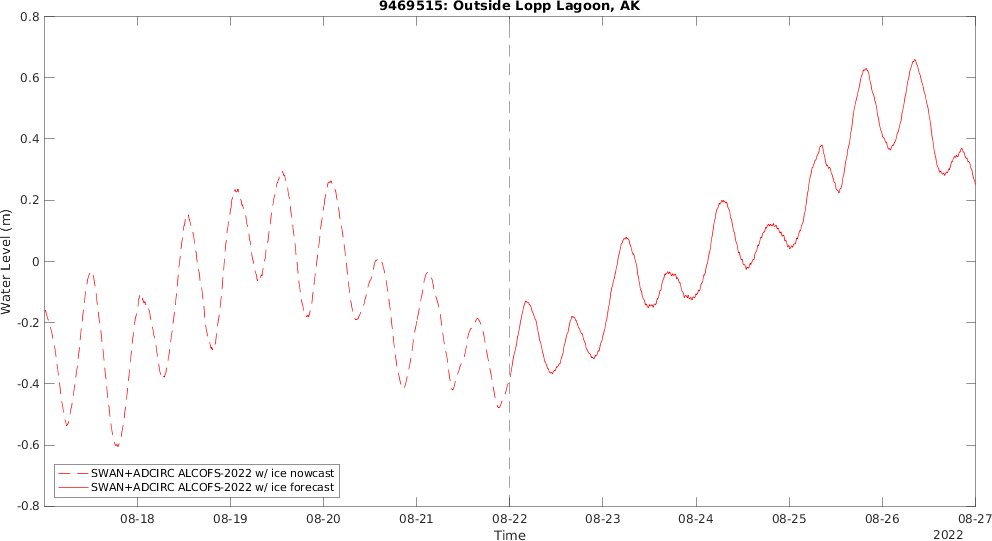 9469515: Outside Lopp Lagoon, AK
Water Level (m)
0.8
0.6
0.4
0.2
0
-0.2
-0.4
-0.6
-0.8
SWAN+ADCIRC ALCOFS-2022 w/ ice nowcast
SWAN+ADCIRC ALCOFS-2022 w/ ice forecast
08-18 08-19 08-20 08-21 08-22 08-23 08-24 08-25 08-26 08-27
Time
2022